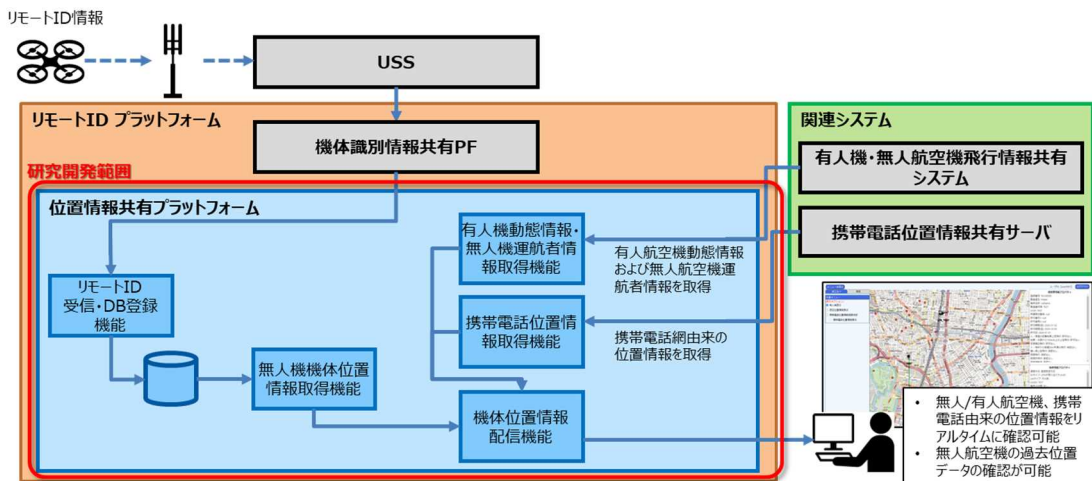 リモートID情報
USS
リモートID プラットフォーム
機体識別情報共有PF
研究開発範囲
位置情報共有プラットフォーム
リモートID
受信・DB登録
機能
無人機機体位置
情報取得機能
有人機動態情報・
無人機運航者情
報取得機能
携帯電話位置情
報取得機能
機体位置情報
配信機能
有人航空機動態情報
および無人航空機運
航者情報を取得
携帯電話網由来の
位置情報を取得
関連システム
有人機・無人航空機飛行情報共有
システム
携帯電話位置情報共有サーバ
• 無人/有人航空機、携帯
電話由来の位置情報をリ
アルタイムに確認可能
• 無人航空機の過去位置
データの確認が可能